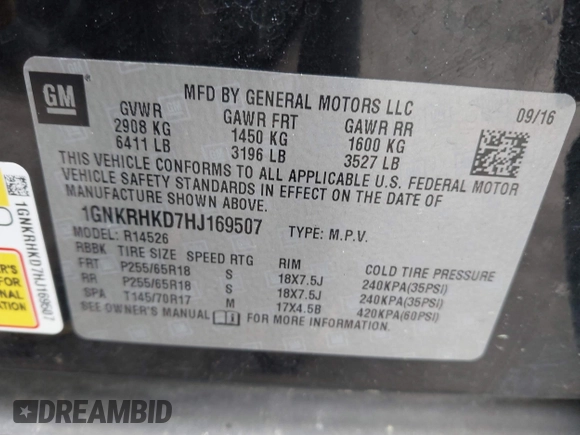 GM
MFD BY GENERAL MOTORS LLC
09/16
GVWR GAWR FRT GAWR RR
2908 KG 1450 KG 1600 KG
6411 LB 3196 LB 3527 LB
THIS VEHICLE CONFORMS TO ALL APPLICABLE U.S. FEDERAL MOTOR
VEHICLE SAFETY STANDARDS IN EFFECT ON THE DATE OF
MANUFACTURE SHOWN ABOVE.
1GNKRHKD7HJ169507 TYPE: M.P.V.
MODEL: R14526
RBBK TIRE SIZE SPEED RTG RIM COLD TIRE PRESSURE
FRT P255/65R18 S 18X7.5J 240KPA(35PSI)
RR P255/65R18 S 18X7.5J 240KPA(35PSI)
SPA T145/70R17 M 17X4.5B 420KPA(60PSI)
SEE OWNER'S MANUAL FOR MORE INFORMATION
1GNKRHKD7HJ169507
DREAMBID